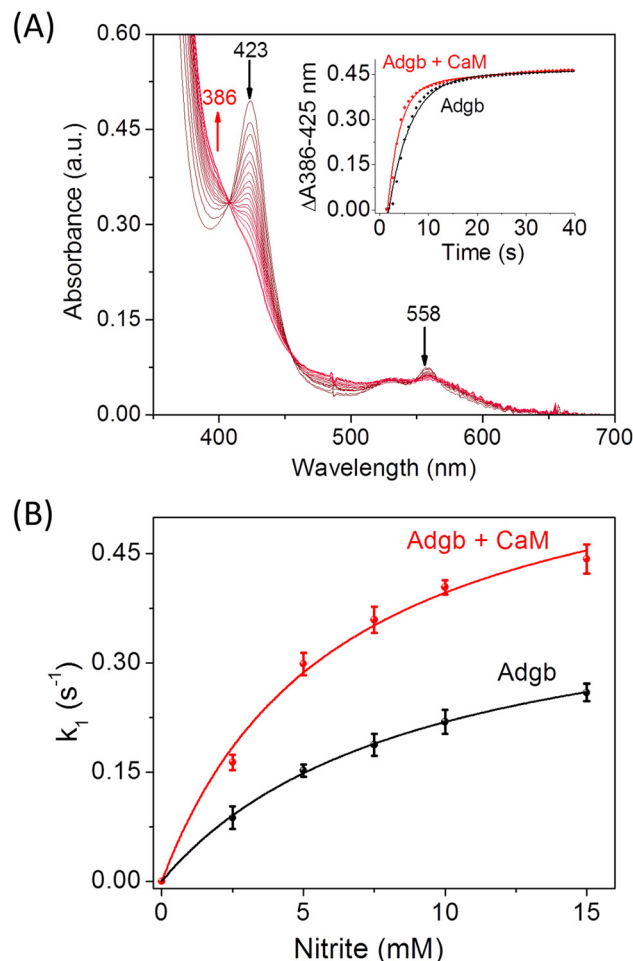 (A)
0.60
0.45
0.30
0.15
0.00
Absorbance (a.u.)
423
386
558
400
500
600
700
Wavelength (nm)
Adgb + CaM
Adgb
0.45
0.30
0.15
0.00
ΔA386-425 nm
0
10
20
30
40
Time (s)
(B)
0.45
0.30
0.15
0.00
k₁ (s⁻¹)
Adgb + CaM
Adgb
0
5
10
15
Nitrite (mM)